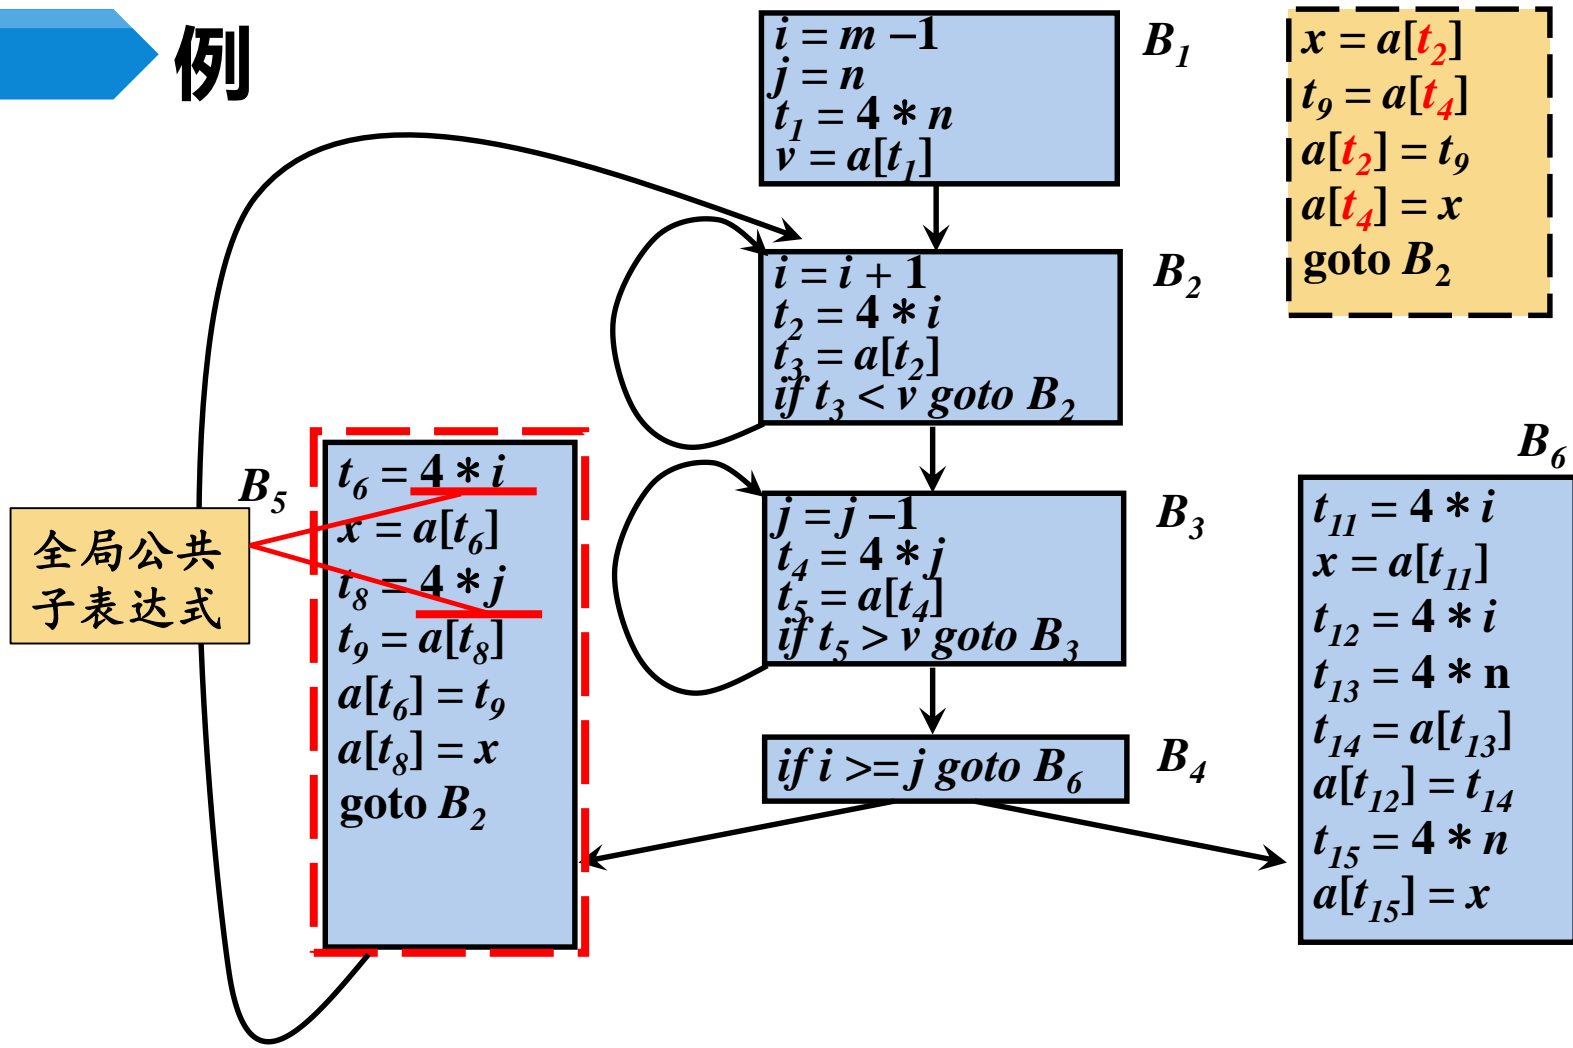 例
i = m −1
j = n
t₁ = 4 * n
v = a[t₁]
B₁
x = a[t₂]
t₉ = a[t₄]
a[t₂] = t₉
a[t₄] = x
goto B₂
i = i + 1
t₂ = 4 * i
t₃ = a[t₂]
if t₃ < v goto B₂
B₂
j = j −1
t₄ = 4 * j
t₅ = a[t₄]
if t₅ > v goto B₃
B₃
if i >= j goto B₆
B₄
全局公共
子表达式
B₅
t₆ = 4 * i
x = a[t₆]
t₈ = 4 * j
t₉ = a[t₈]
a[t₆] = t₉
a[t₈] = x
goto B₂
B₆
t₁₁ = 4 * i
x = a[t₁₁]
t₁₂ = 4 * i
t₁₃ = 4 * n
t₁₄ = a[t₁₃]
a[t₁₂] = t₁₄
t₁₅ = 4 * n
a[t₁₅] = x